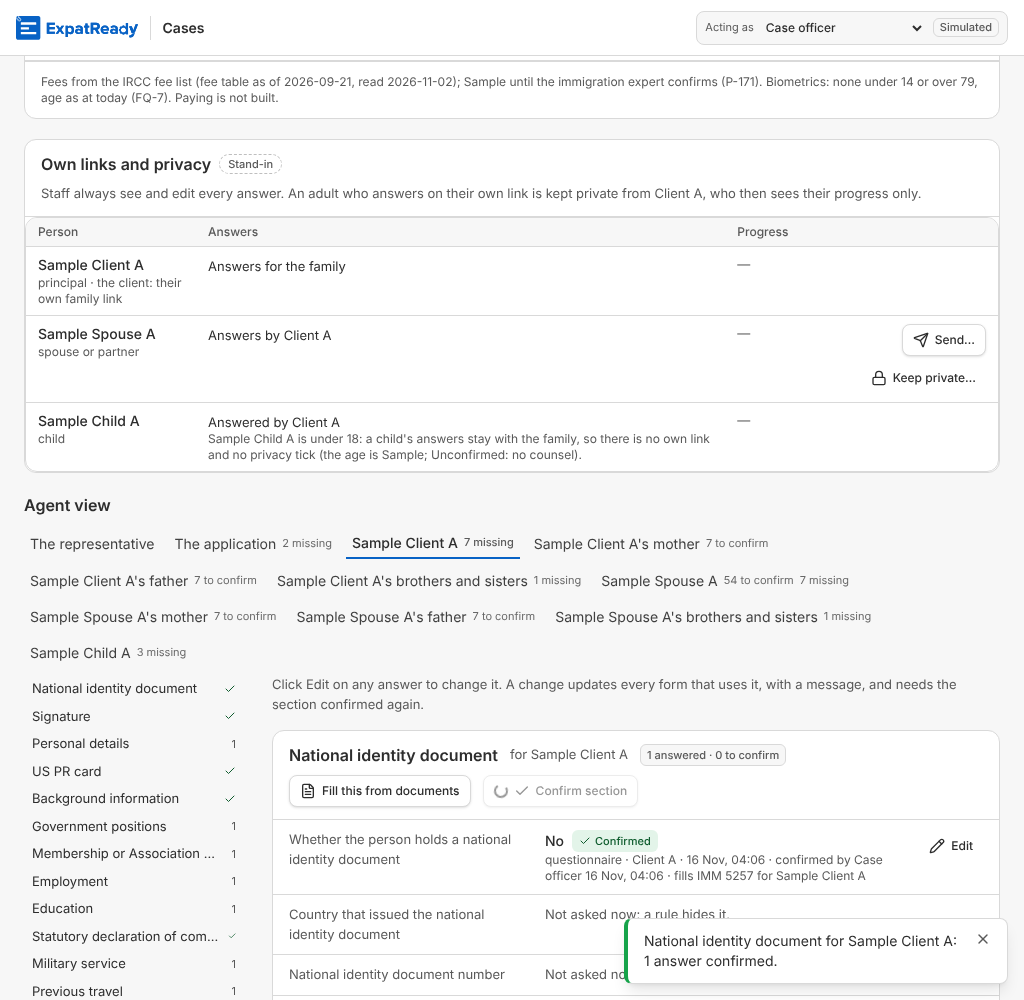 ExpatReady
Cases
Acting as Case officer Simulated
Fees from the IRCC fee list (fee table as of 2026-09-21, read 2026-11-02); Sample until the immigration expert confirms (P-171). Biometrics: none under 14 or over 79,
age as at today (FQ-7). Paying is not built.
Own links and privacy Stand-in
Staff always see and edit every answer. An adult who answers on their own link is kept private from Client A, who then sees their progress only.
Person Answers Progress
Sample Client A
principal · the client: their
own family link
Answers for the family
—
Sample Spouse A
spouse or partner
Answers by Client A
—
Send...
Keep private...
Sample Child A
child
Answered by Client A
Sample Child A is under 18: a child's answers stay with the family, so there is no own link
and no privacy tick (the age is Sample; Unconfirmed: no counsel).
—
Agent view
The representative The application 2 missing Sample Client A 7 missing Sample Client A's mother 7 to confirm
Sample Client A's father 7 to confirm Sample Client A's brothers and sisters 1 missing Sample Spouse A 54 to confirm 7 missing
Sample Spouse A's mother 7 to confirm Sample Spouse A's father 7 to confirm Sample Spouse A's brothers and sisters 1 missing
Sample Child A 3 missing
National identity document
Signature
Personal details 1
US PR card
Background information
Government positions 1
Membership or Association ... 1
Employment 1
Education 1
Statutory declaration of com...
Military service 1
Previous travel 1
Click Edit on any answer to change it. A change updates every form that uses it, with a message, and needs the
section confirmed again.
National identity document for Sample Client A 1 answered · 0 to confirm
Fill this from documents Confirm section
Whether the person holds a national
identity document
No Confirmed
questionnaire · Client A · 16 Nov, 04:06 · confirmed by Case
officer 16 Nov, 04:06 · fills IMM 5257 for Sample Client A
Edit
Country that issued the national
identity document
Not asked now: a rule hides it.
National identity document number
Not asked no
National identity document for Sample Client A:
1 answer confirmed.